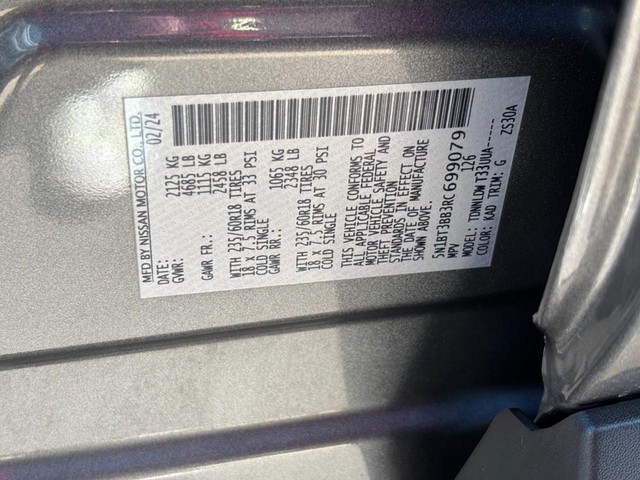 MFD BY NISSAN MOTOR CO., LTD.
DATE: 02/24
GVWR: 2125 KG
4685 LB
GAWR FR.: 1115 KG
2458 LB
WITH 235/60R18 TIRES
18 x 7.5 RIMS AT 33 PSI
COLD SINGLE
GAWR RR.: 1065 KG
2348 LB
WITH 235/60R18 TIRES
18 x 7.5 RIMS AT 30 PSI
COLD SINGLE
THIS VEHICLE CONFORMS TO
ALL APPLICABLE FEDERAL
MOTOR VEHICLE SAFETY AND
THEFT PREVENTION
STANDARDS IN EFFECT ON
THE DATE OF MANUFACTURE
SHOWN ABOVE.
5N1BT3BB3RC699079
MPV 126
MODEL: TDNNLDW T33UUA-----
COLOR: KAD TRIM: G ZS30A